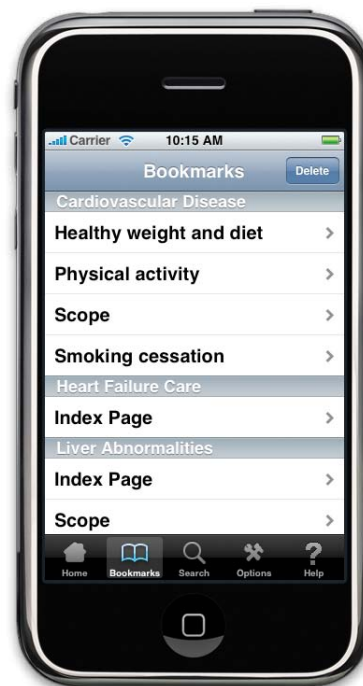 Carrier 10:15 AM
Bookmarks Delete
Cardiovascular Disease
Healthy weight and diet
Physical activity
Scope
Smoking cessation
Heart Failure Care
Index Page
Liver Abnormalities
Index Page
Scope
Home Bookmarks Search Options Help